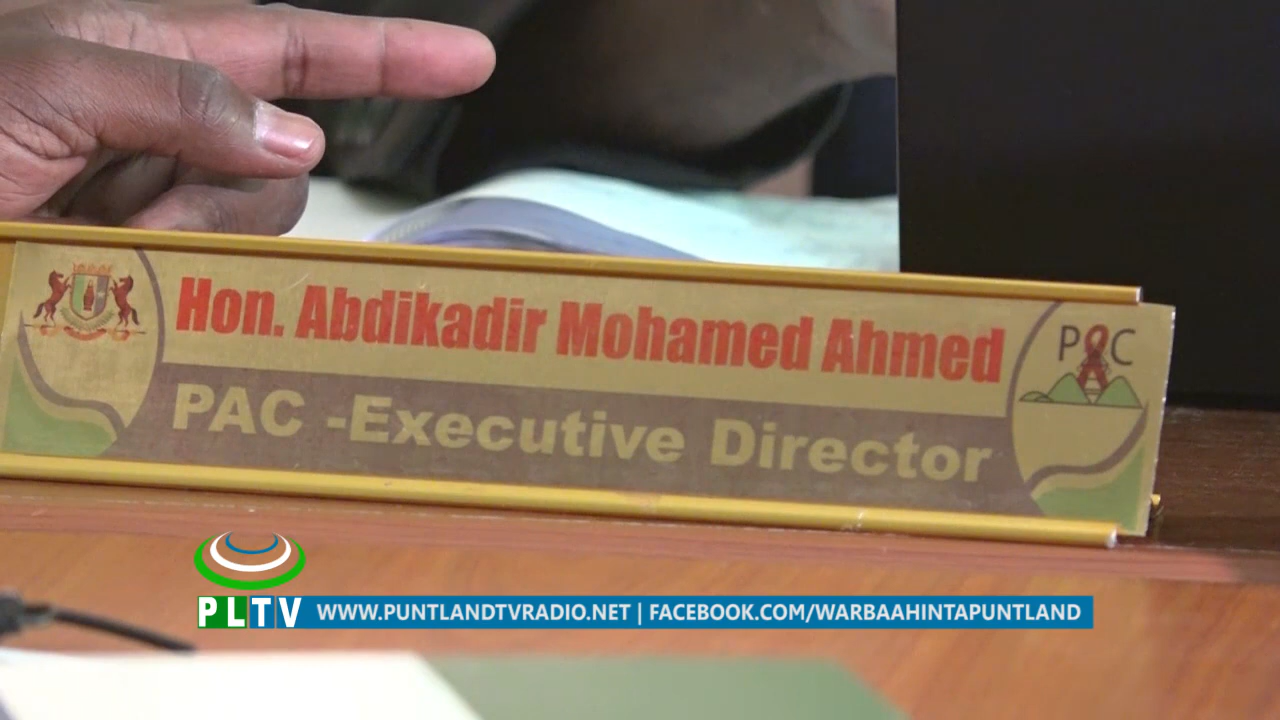 Hon. Abdikadir Mohamed Ahmed
PAC
PAC -Executive Director
PLTV
WWW.PUNTLANDTVRADIO.NET | FACEBOOK.COM/WARBAAHINTAPUNTLAND